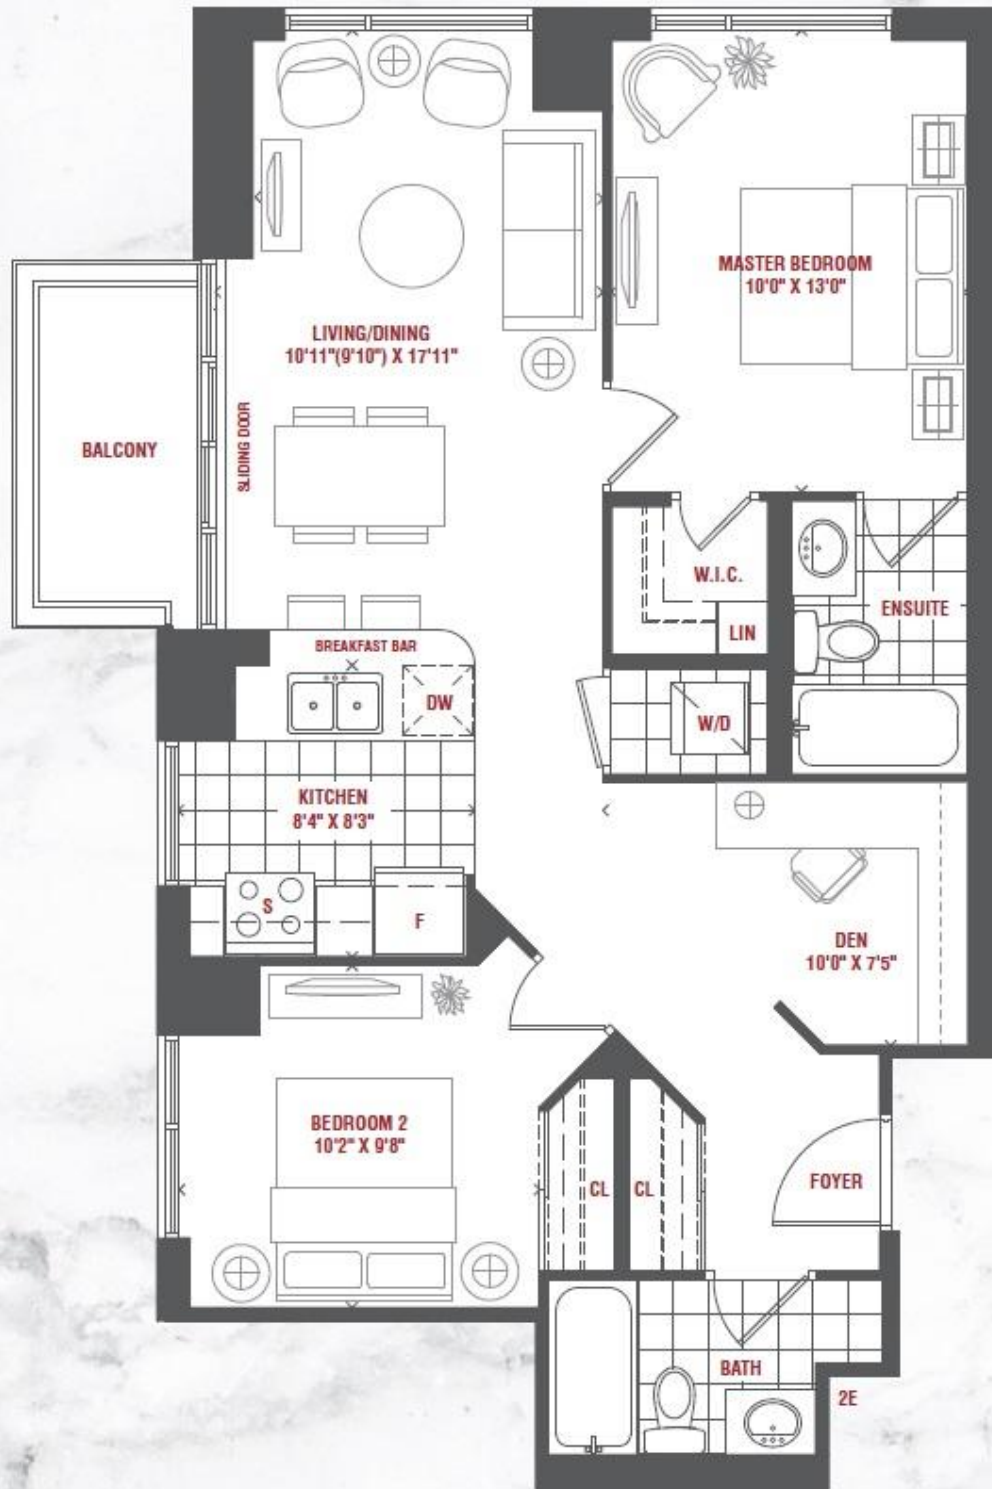 MASTER BEDROOM
10'0" X 13'0"
LIVING/DINING
10'11"(9'10") X 17'11"
SLIDING DOOR
BALCONY
W.I.C.
LIN
ENSUITE
BREAKFAST BAR
DW
W/D
KITCHEN
8'4" X 8'3"
S
F
DEN
10'0" X 7'5"
BEDROOM 2
10'2" X 9'8"
CL
CL
FOYER
BATH
2E